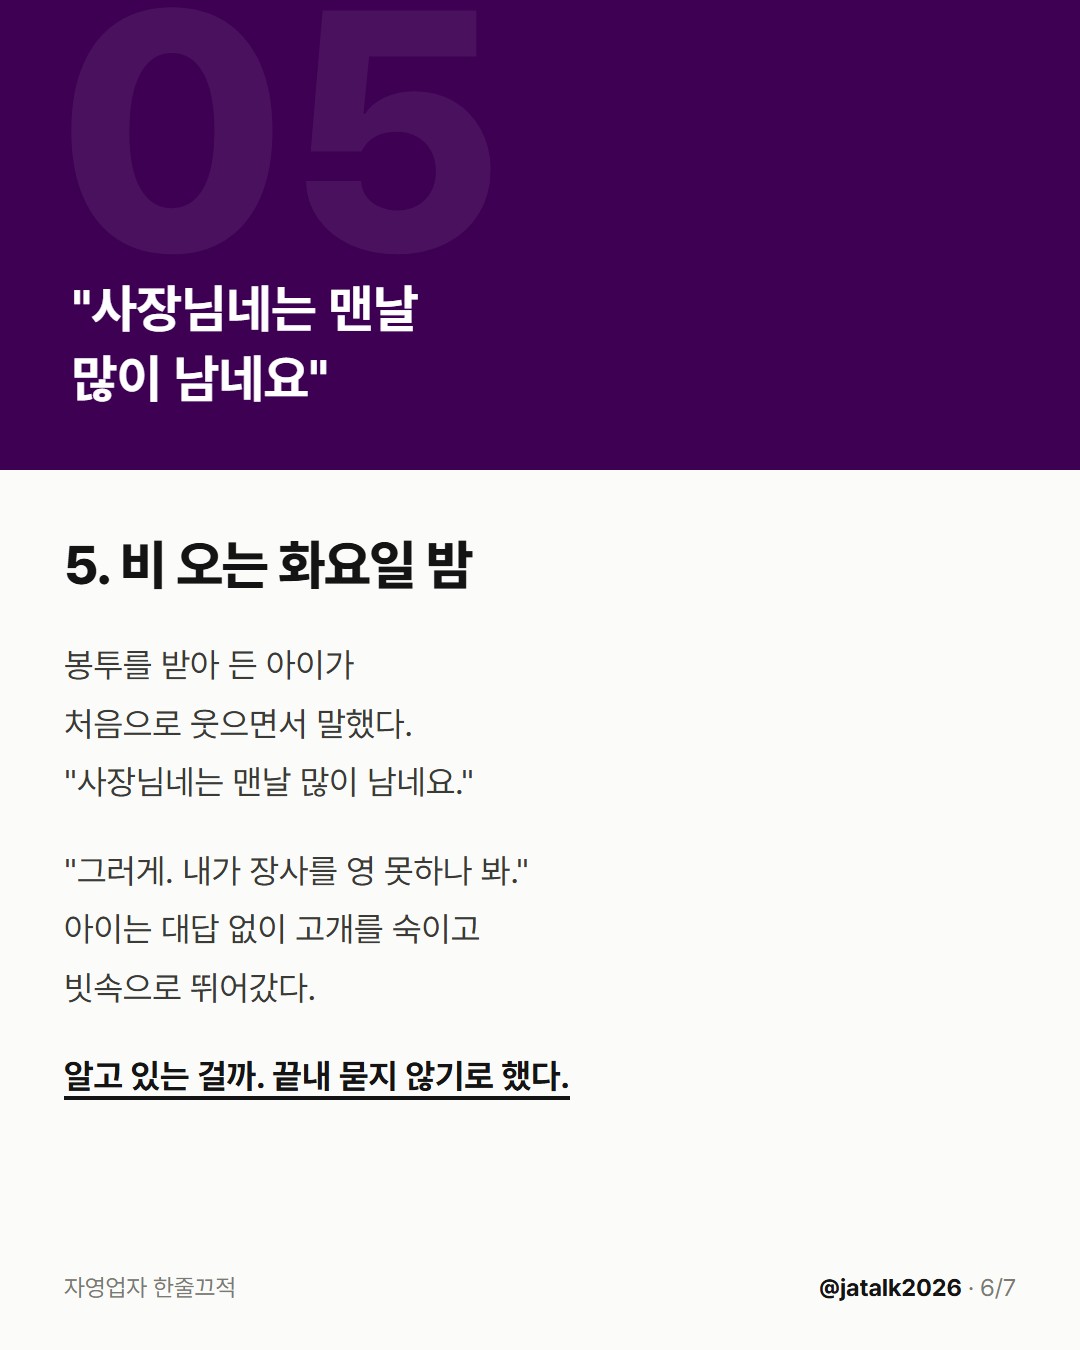 05
"사장님네는 맨날
많이 남네요"
5. 비 오는 화요일 밤
봉투를 받아 든 아이가
처음으로 웃으면서 말했다.
"사장님네는 맨날 많이 남네요."
"그러게. 내가 장사를 영 못하나 봐."
아이는 대답 없이 고개를 숙이고
빗속으로 뛰어갔다.
알고 있는 걸까. 끝내 묻지 않기로 했다.
자영업자 한줄끄적
@jatalk2026 · 6/7